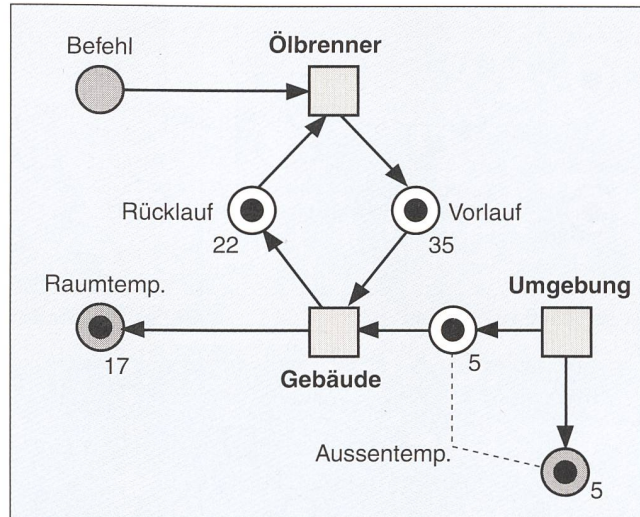 Befehl
Ölbrenner
Rücklauf
22
Vorlauf
35
Raumtemp.
17
Gebäude
Umgebung
5
Aussentemp.
5